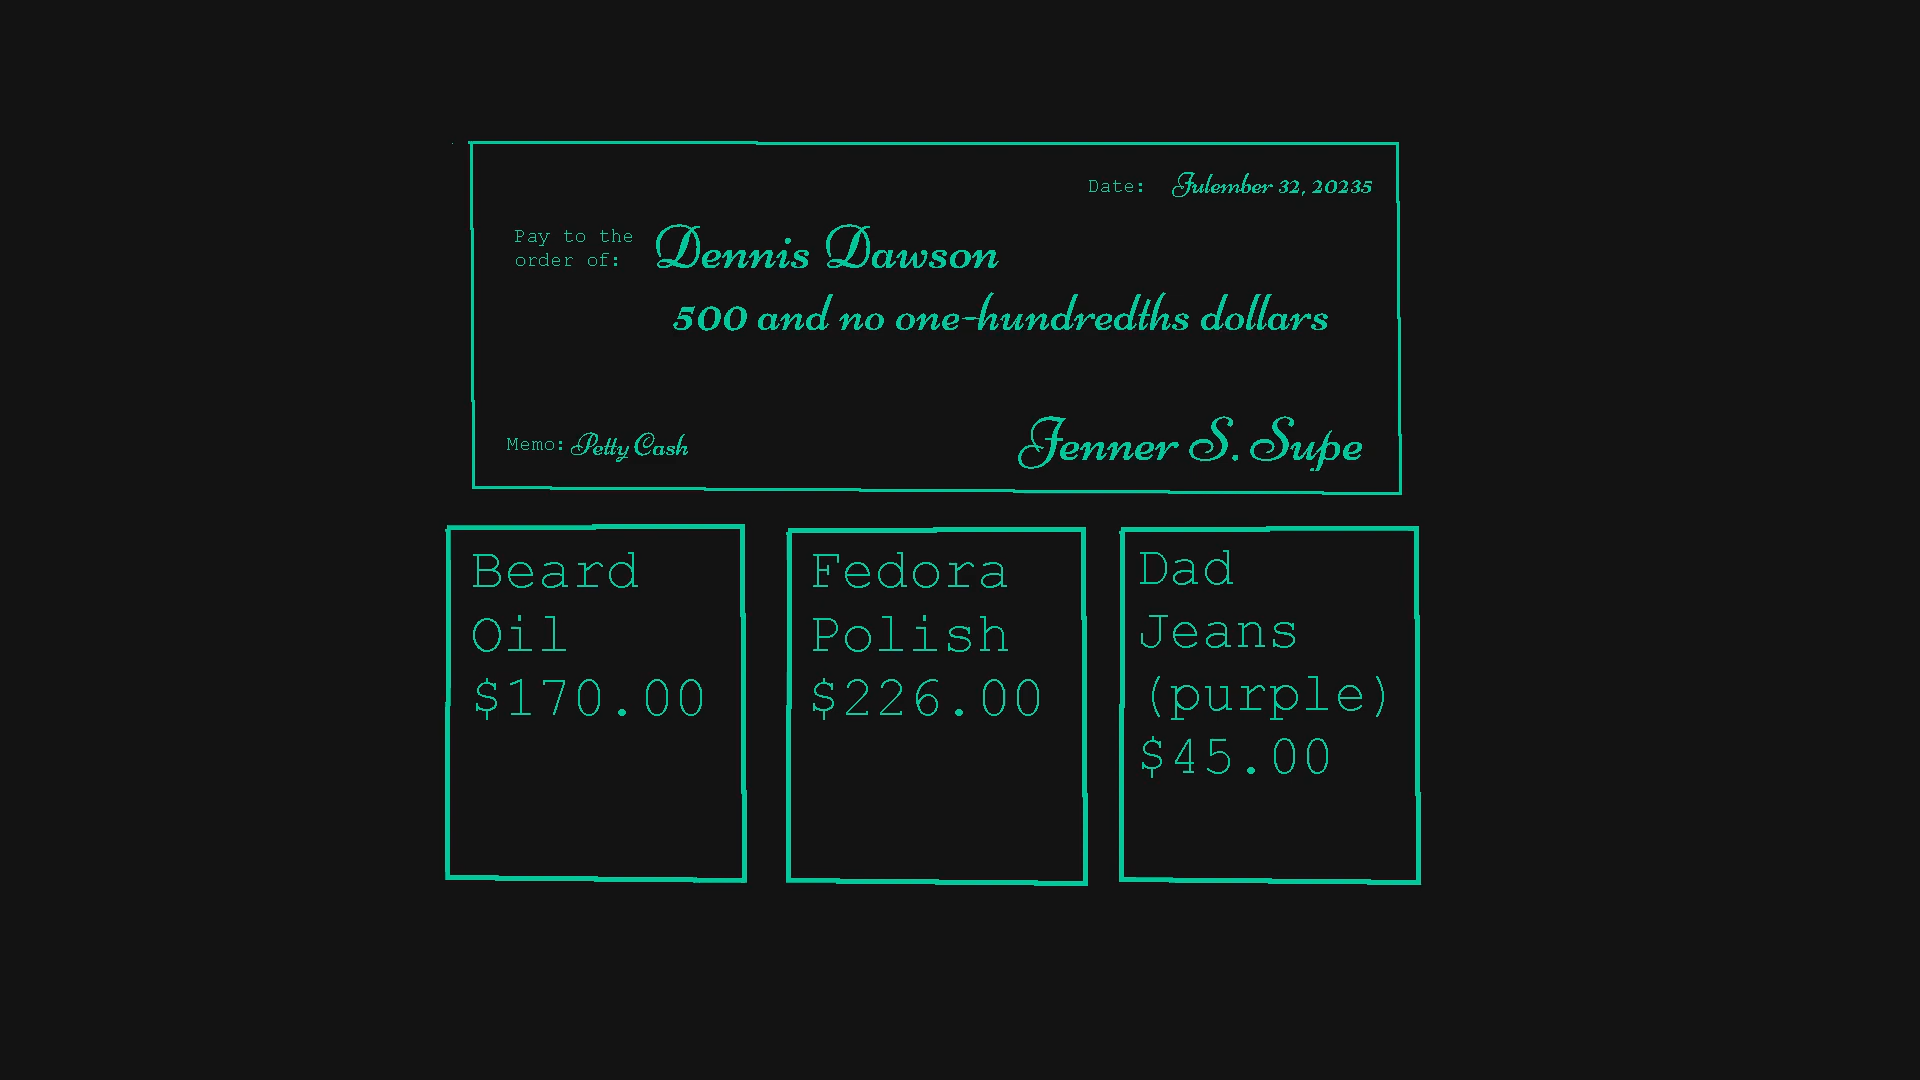 Date: Julember 32, 20235
Pay to the
order of: Dennis Dawson
500 and no one-hundredths dollars
Memo: Petty Cash
Jenner S. Supe
Beard
Oil
$170.00
Fedora
Polish
$226.00
Dad
Jeans
(purple)
$45.00